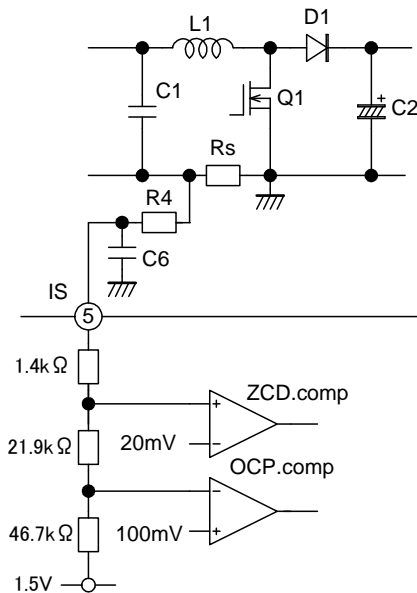 L1
D1
C1
Q1
+
C2
Rs
R4
C6
IS
5
1.4kΩ
ZCD.comp
+
20mV
−
21.9kΩ
OCP.comp
−
46.7kΩ
100mV
+
1.5V